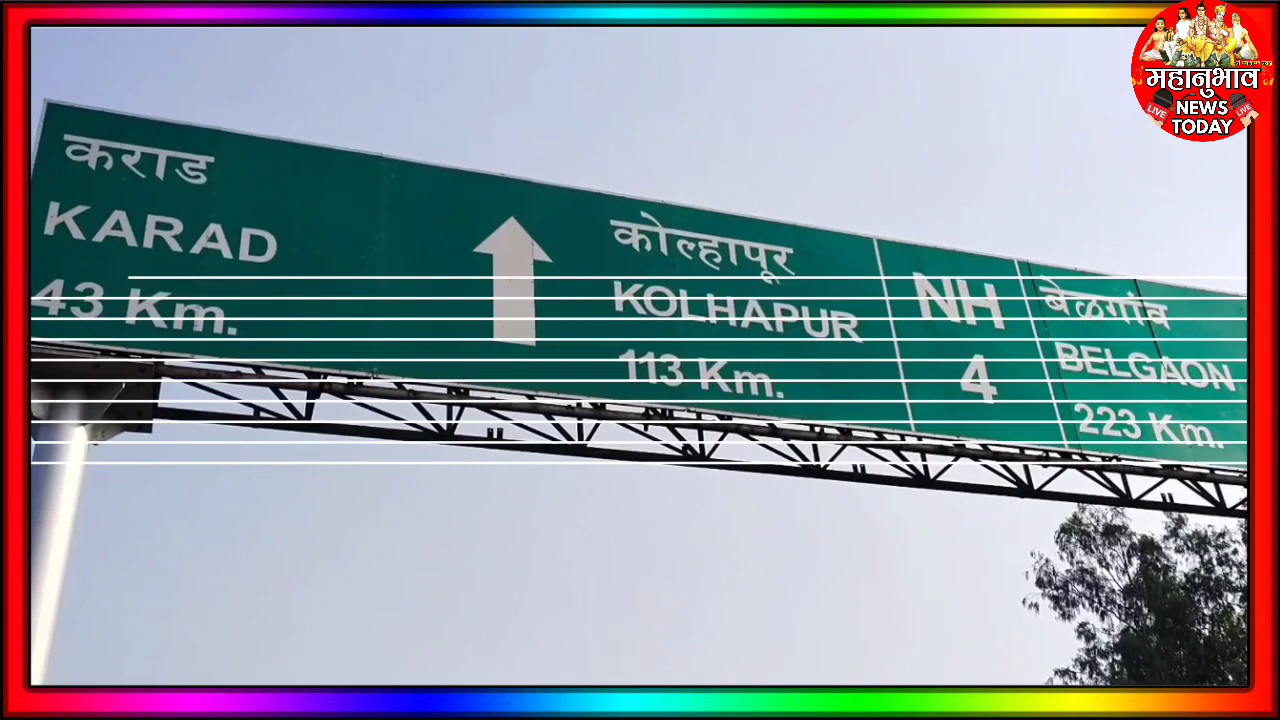 कराड
KARAD
43 Km.
कोल्हापूर
KOLHAPUR
113 Km.
NH
4
बेळगांव
BELGAON
223 Km.
महानुभाव
LIVE
NEWS
LIVE
TODAY